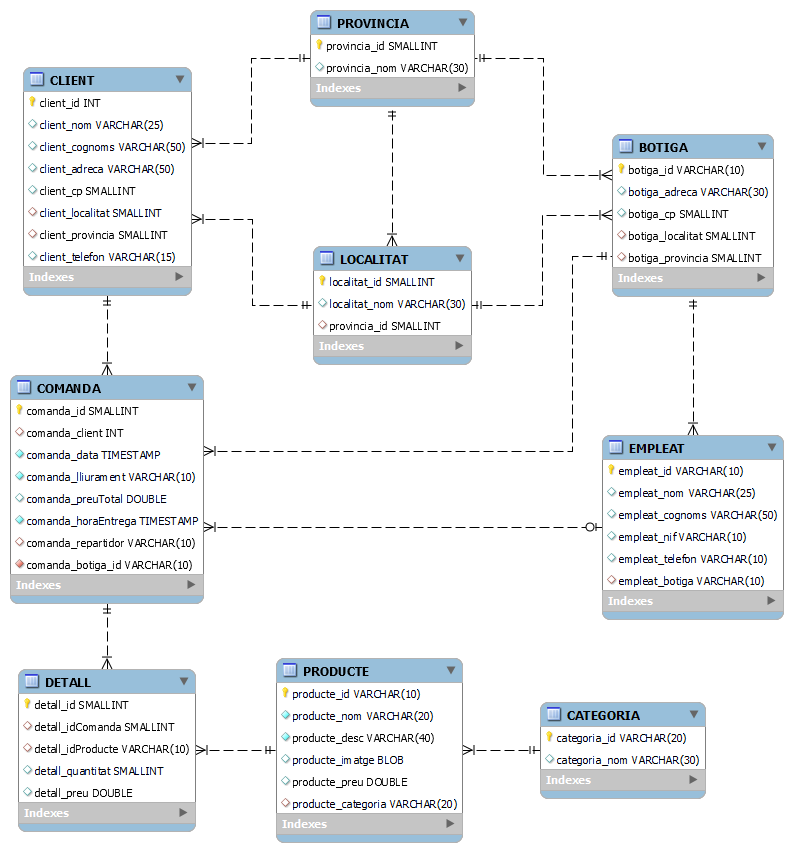 PROVINCIA
provincia_id SMALLINT
provincia_nom VARCHAR(30)
Indexes
CLIENT
client_id INT
client_nom VARCHAR(25)
client_cognoms VARCHAR(50)
client_adreca VARCHAR(50)
client_cp SMALLINT
client_localitat SMALLINT
client_provincia SMALLINT
client_telefon VARCHAR(15)
Indexes
BOTIGA
botiga_id VARCHAR(10)
botiga_adreca VARCHAR(30)
botiga_cp SMALLINT
botiga_localitat SMALLINT
botiga_provincia SMALLINT
Indexes
LOCALITAT
localitat_id SMALLINT
localitat_nom VARCHAR(30)
provincia_id SMALLINT
Indexes
COMANDA
comanda_id SMALLINT
comanda_client INT
comanda_data TIMESTAMP
comanda_lliurament VARCHAR(10)
comanda_preuTotal DOUBLE
comanda_horaEntrega TIMESTAMP
comanda_repartidor VARCHAR(10)
comanda_botiga_id VARCHAR(10)
Indexes
EMPLEAT
empleat_id VARCHAR(10)
empleat_nom VARCHAR(25)
empleat_cognoms VARCHAR(50)
empleat_nif VARCHAR(10)
empleat_telefon VARCHAR(10)
empleat_botiga VARCHAR(10)
Indexes
DETALL
detall_id SMALLINT
detall_idComanda SMALLINT
detall_idProducte VARCHAR(10)
detall_quantitat SMALLINT
detall_preu DOUBLE
Indexes
PRODUCTE
producte_id VARCHAR(10)
producte_nom VARCHAR(20)
producte_desc VARCHAR(40)
producte_imatge BLOB
producte_preu DOUBLE
producte_categoria VARCHAR(20)
Indexes
CATEGORIA
categoria_id VARCHAR(20)
categoria_nom VARCHAR(30)
Indexes